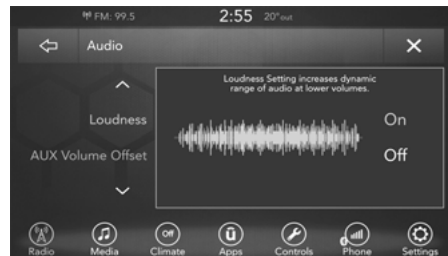 FM: 99.5
2:55
20° out
Audio
Loudness Setting increases dynamic
range of audio at lower volumes.
Loudness
On
AUX Volume Offset
Off
Off
Radio
Media
Climate
Apps
Controls
Phone
Settings